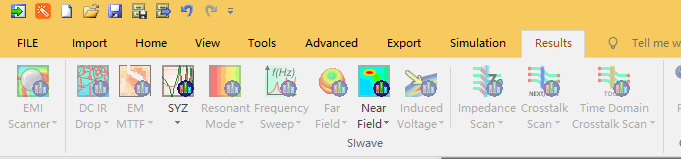 FILE Import Home View Tools Advanced Export Simulation Results Tell me w
f(Hz) Z NEXT/
EMI DC IR EM SYZ Resonant Frequency Far Near Induced Impedance Crosstalk Time Domain
Scanner Drop MTTF Mode Sweep Field Field Voltage Scan Scan Crosstalk Scan
SIwave